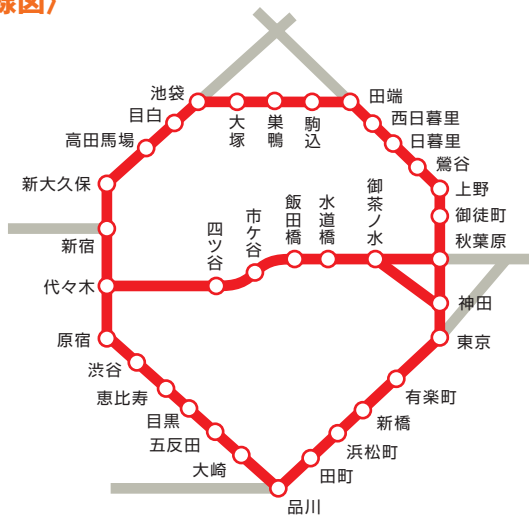 線図）
池袋
目白
高田馬場
新大久保
新宿
代々木
原宿
渋谷
恵比寿
目黒
五反田
大崎
品川
大塚
巣鴨
駒込
田端
西日暮里
日暮里
鶯谷
上野
御徒町
秋葉原
神田
東京
有楽町
新橋
浜松町
田町
四ツ谷
市ケ谷
飯田橋
水道橋
御茶ノ水